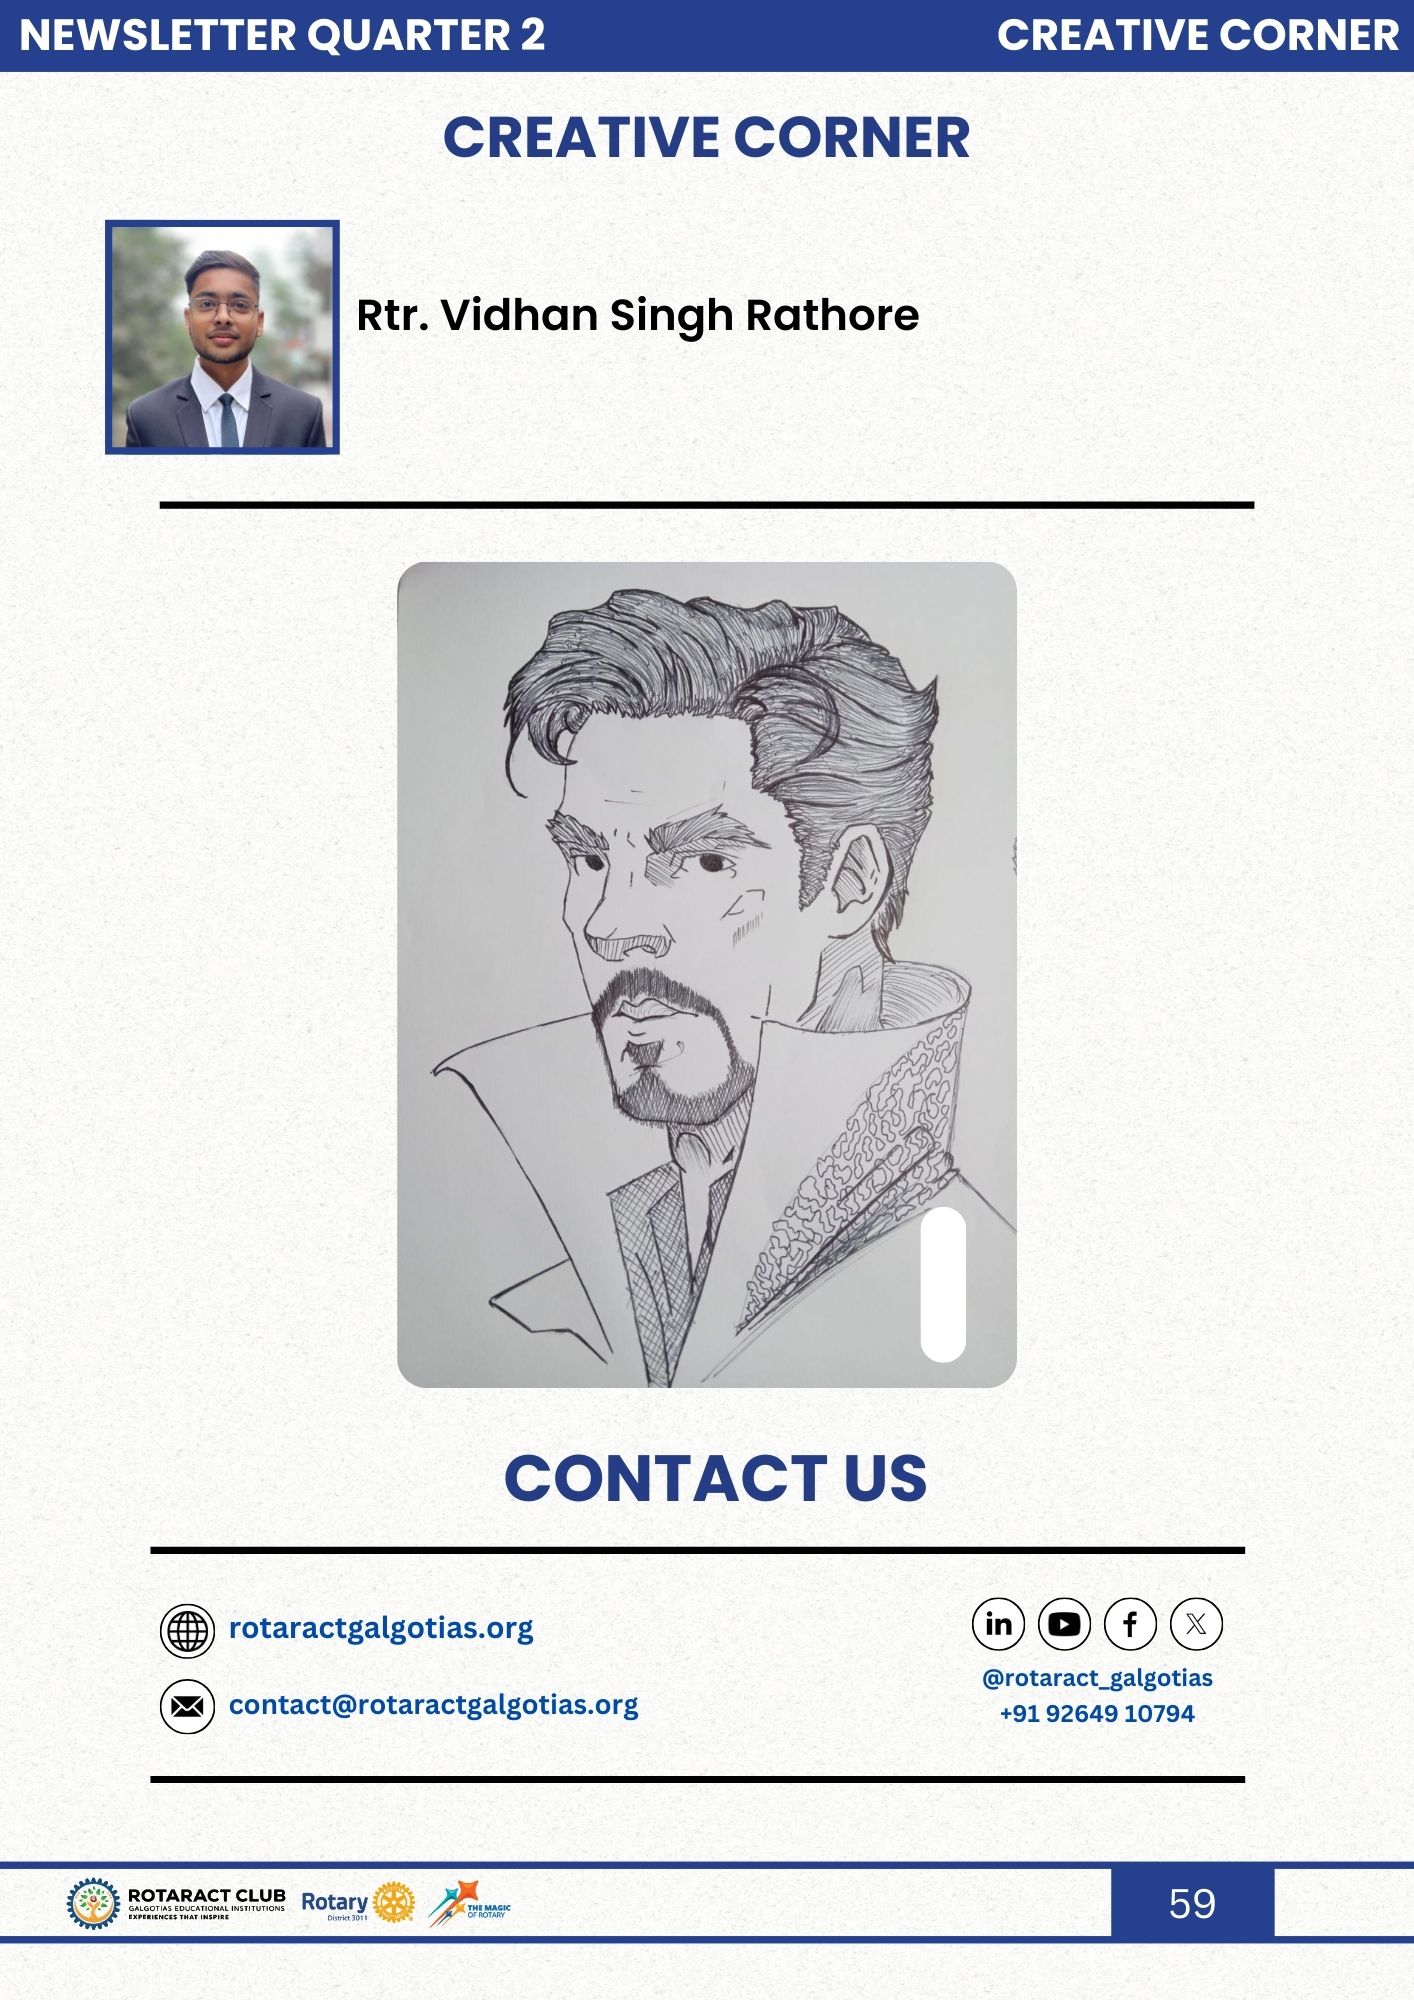 NEWSLETTER QUARTER 2
CREATIVE CORNER
CREATIVE CORNER
Rtr. Vidhan Singh Rathore
CONTACT US
rotaractgalgotias.org
contact@rotaractgalgotias.org
in
f
X
@rotaract_galgotias
+91 92649 10794
ROTARACT CLUB
GALGOTIAS EDUCATIONAL INSTITUTIONS
EXPERIENCES THAT INSPIRE
Rotary
District 3011
THE MAGIC
OF ROTARY
59